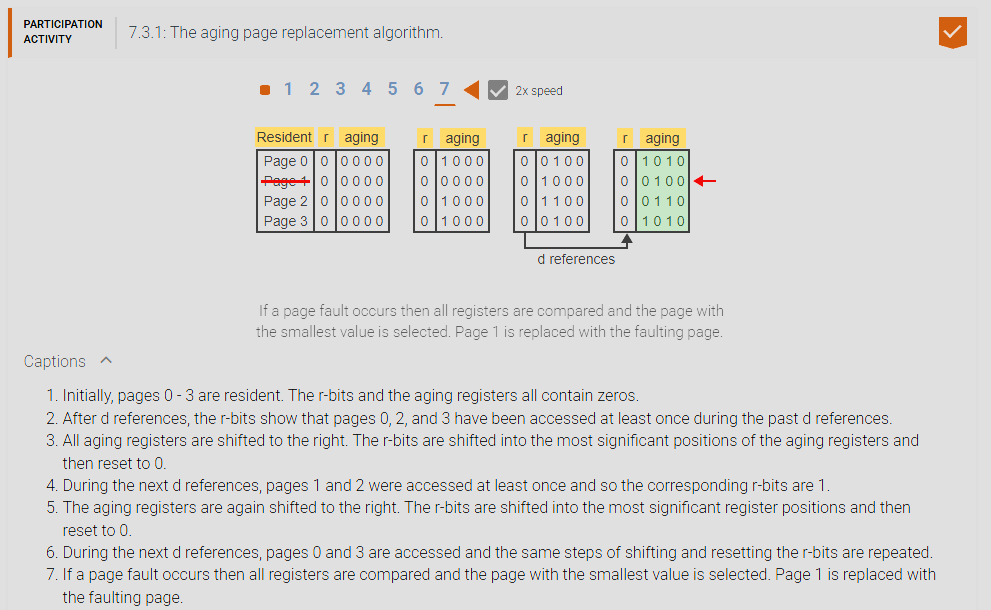 PARTICIPATION
ACTIVITY
7.3.1: The aging page replacement algorithm.
1 2 3 4 5 6 7 2x speed
Resident r aging r aging r aging r aging
Page 0 0 0 0 0 0 0 1 0 0 0 0 0 1 0 0 0 1 0 1 0
Page 1 0 0 0 0 0 0 0 0 0 0 0 1 0 0 0 0 0 1 0 0
Page 2 0 0 0 0 0 0 1 0 0 0 0 1 1 0 0 0 0 1 1 0
Page 3 0 0 0 0 0 0 1 0 0 0 0 0 1 0 0 0 1 0 1 0
d references
If a page fault occurs then all registers are compared and the page with
the smallest value is selected. Page 1 is replaced with the faulting page.
Captions
1. Initially, pages 0 - 3 are resident. The r-bits and the aging registers all contain zeros.
2. After d references, the r-bits show that pages 0, 2, and 3 have been accessed at least once during the past d references.
3. All aging registers are shifted to the right. The r-bits are shifted into the most significant positions of the aging registers and
then reset to 0.
4. During the next d references, pages 1 and 2 were accessed at least once and so the corresponding r-bits are 1.
5. The aging registers are again shifted to the right. The r-bits are shifted into the most significant register positions and then
reset to 0.
6. During the next d references, pages 0 and 3 are accessed and the same steps of shifting and resetting the r-bits are repeated.
7. If a page fault occurs then all registers are compared and the page with the smallest value is selected. Page 1 is replaced with
the faulting page.